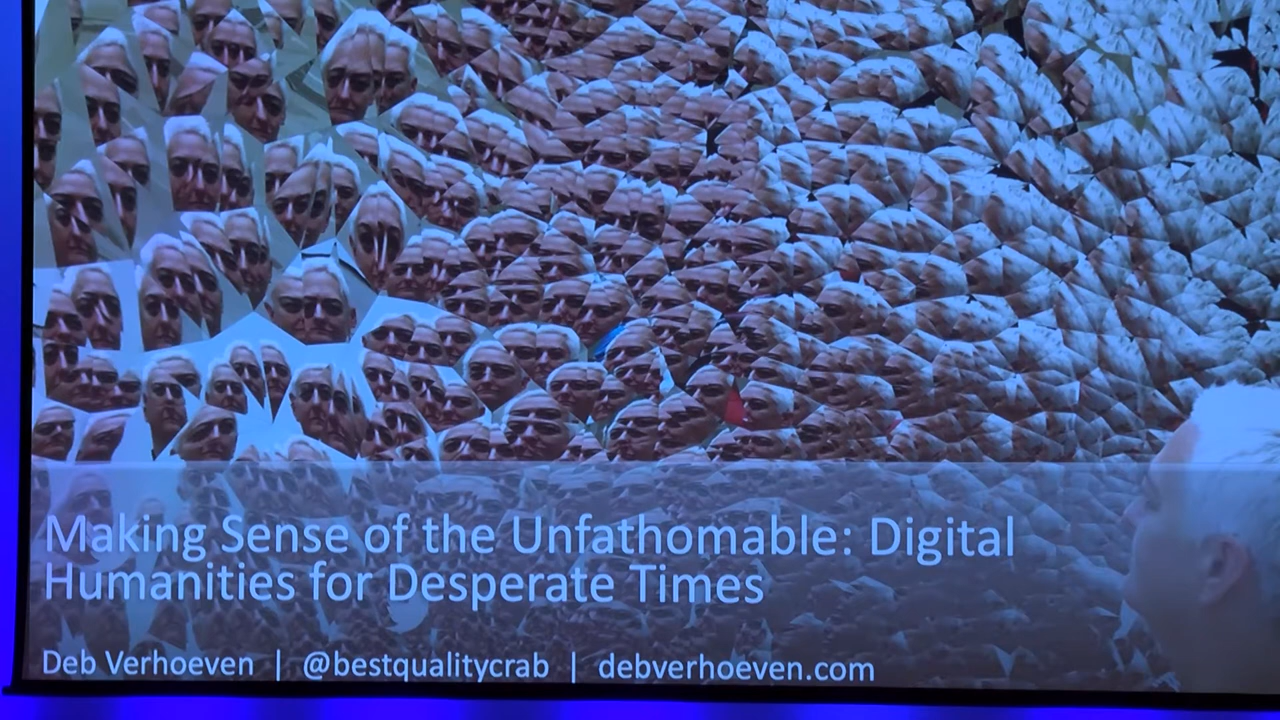 Making Sense of the Unfathomable: Digital
Humanities for Desperate Times
Deb Verhoeven | @bestqualitycrab | debverhoeven.com